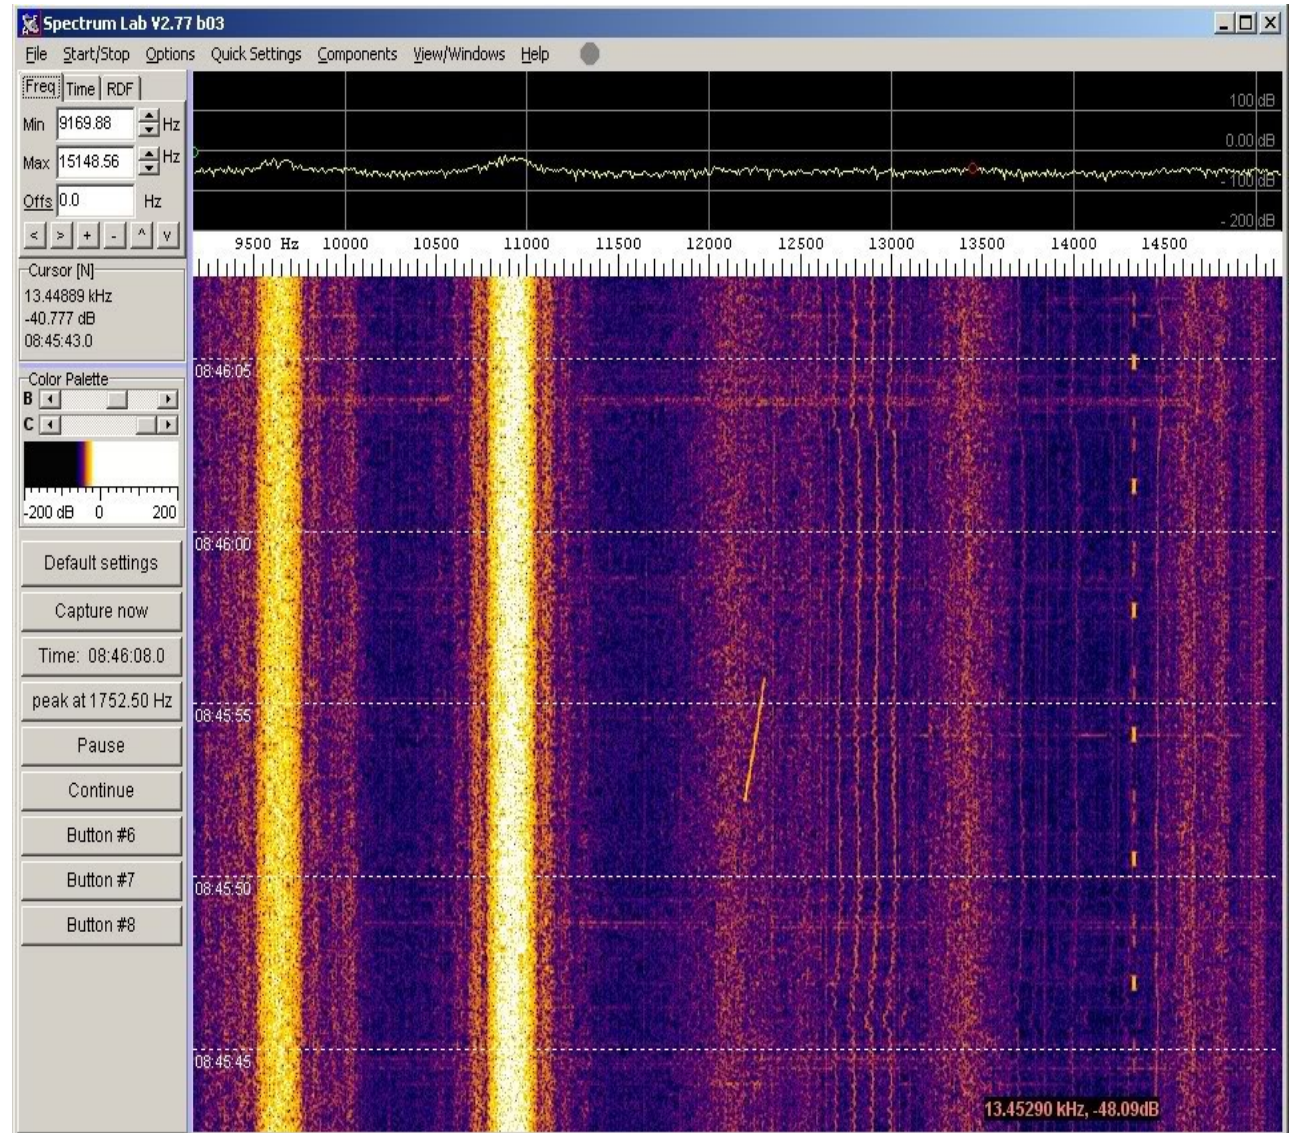 Spectrum Lab V2.77 b03
File Start/Stop Options Quick Settings Components View/Windows Help
Freq Time RDF
Min 9169.88 Hz
Max 15148.56 Hz
Offs 0.0 Hz
< > + - ^ v
Cursor [N]
13.44889 kHz
-40.777 dB
08:45:43.0
Color Palette
B
C
-200 dB 0 200
Default settings
Capture now
Time: 08:46:08.0
peak at 1752.50 Hz
Pause
Continue
Button #6
Button #7
Button #8
100 dB
0.00 dB
-100 dB
-200 dB
9500 Hz 10000 10500 11000 11500 12000 12500 13000 13500 14000 14500
08:46:05
08:46:00
08:45:55
08:45:50
08:45:45
13.45290 kHz, -48.09dB